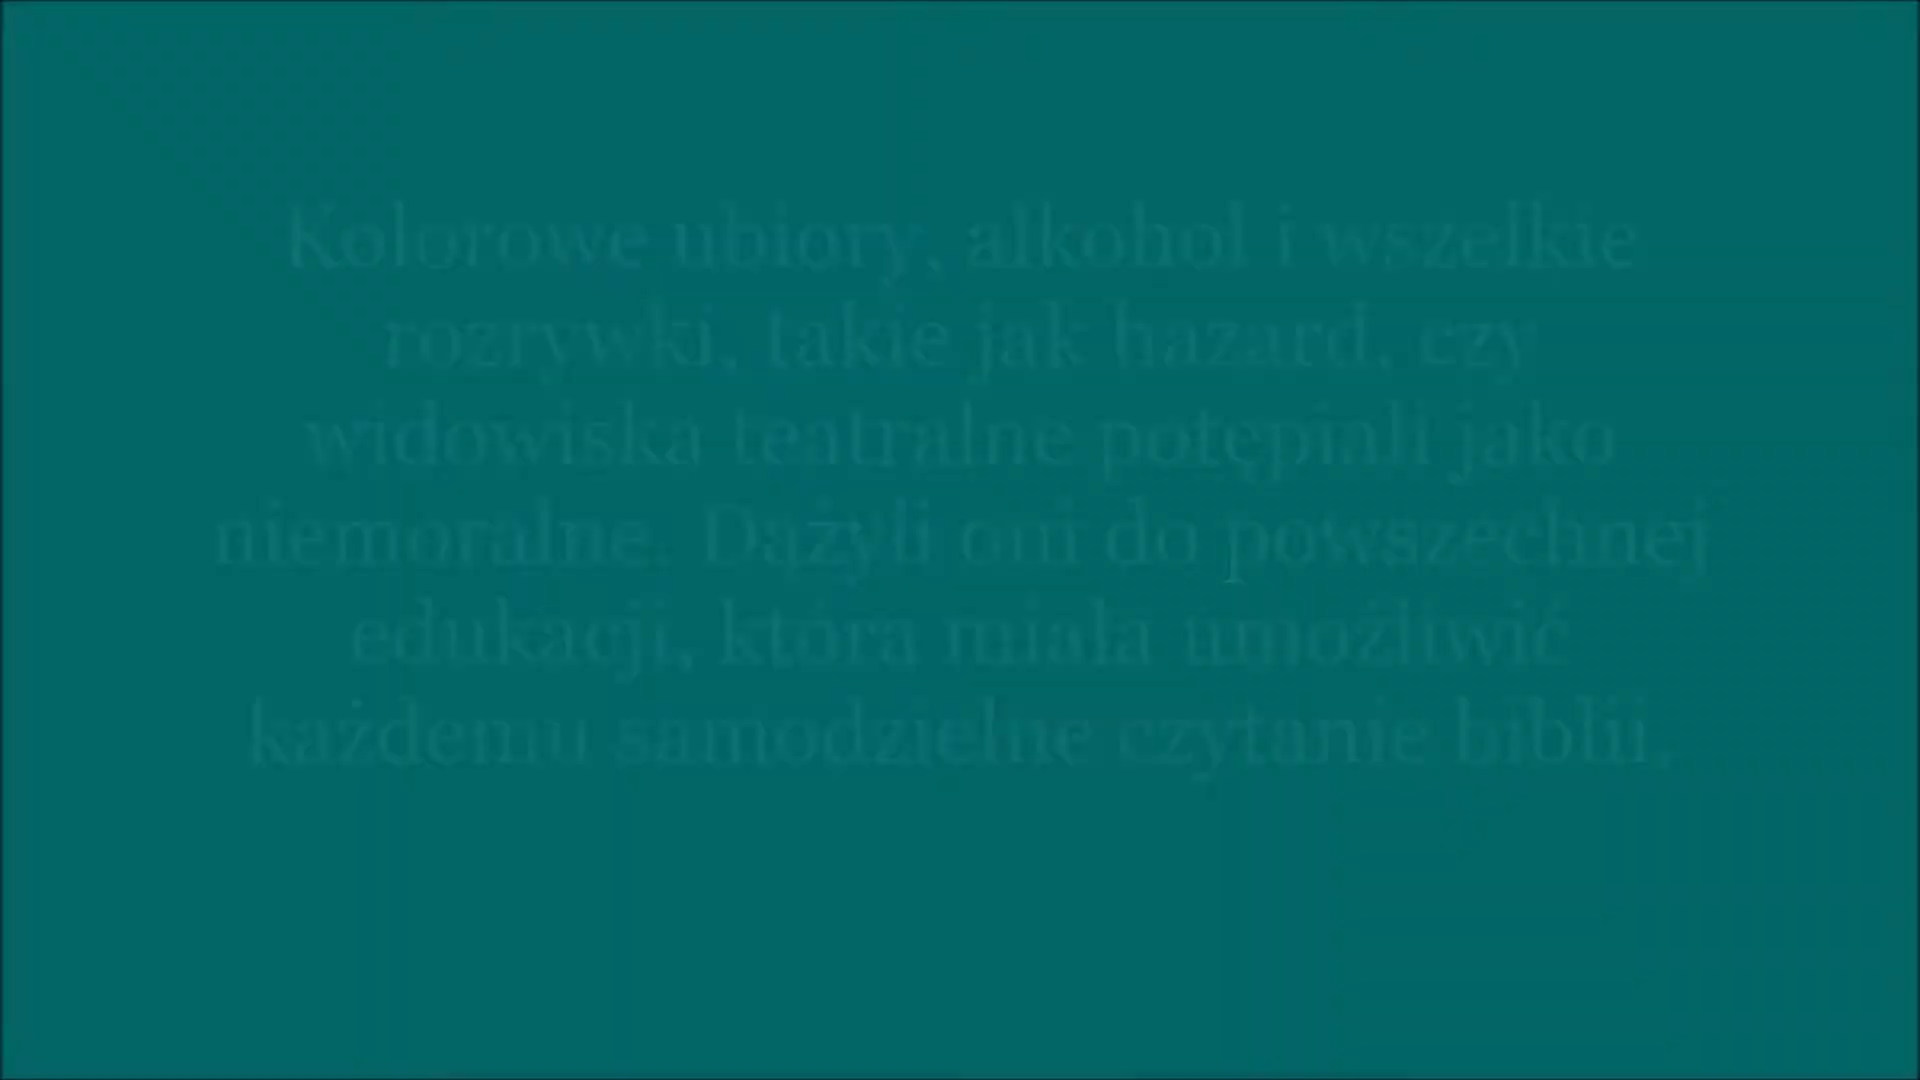 Kolorowe ubiory, alkohol i wszelkie
rozrywki, takie jak hazard, czy
widowiska teatralne potępiali jako
niemoralne. Dążyli oni do powszechnej
edukacji, która miała umożliwić
każdemu samodzielne czytanie biblii.